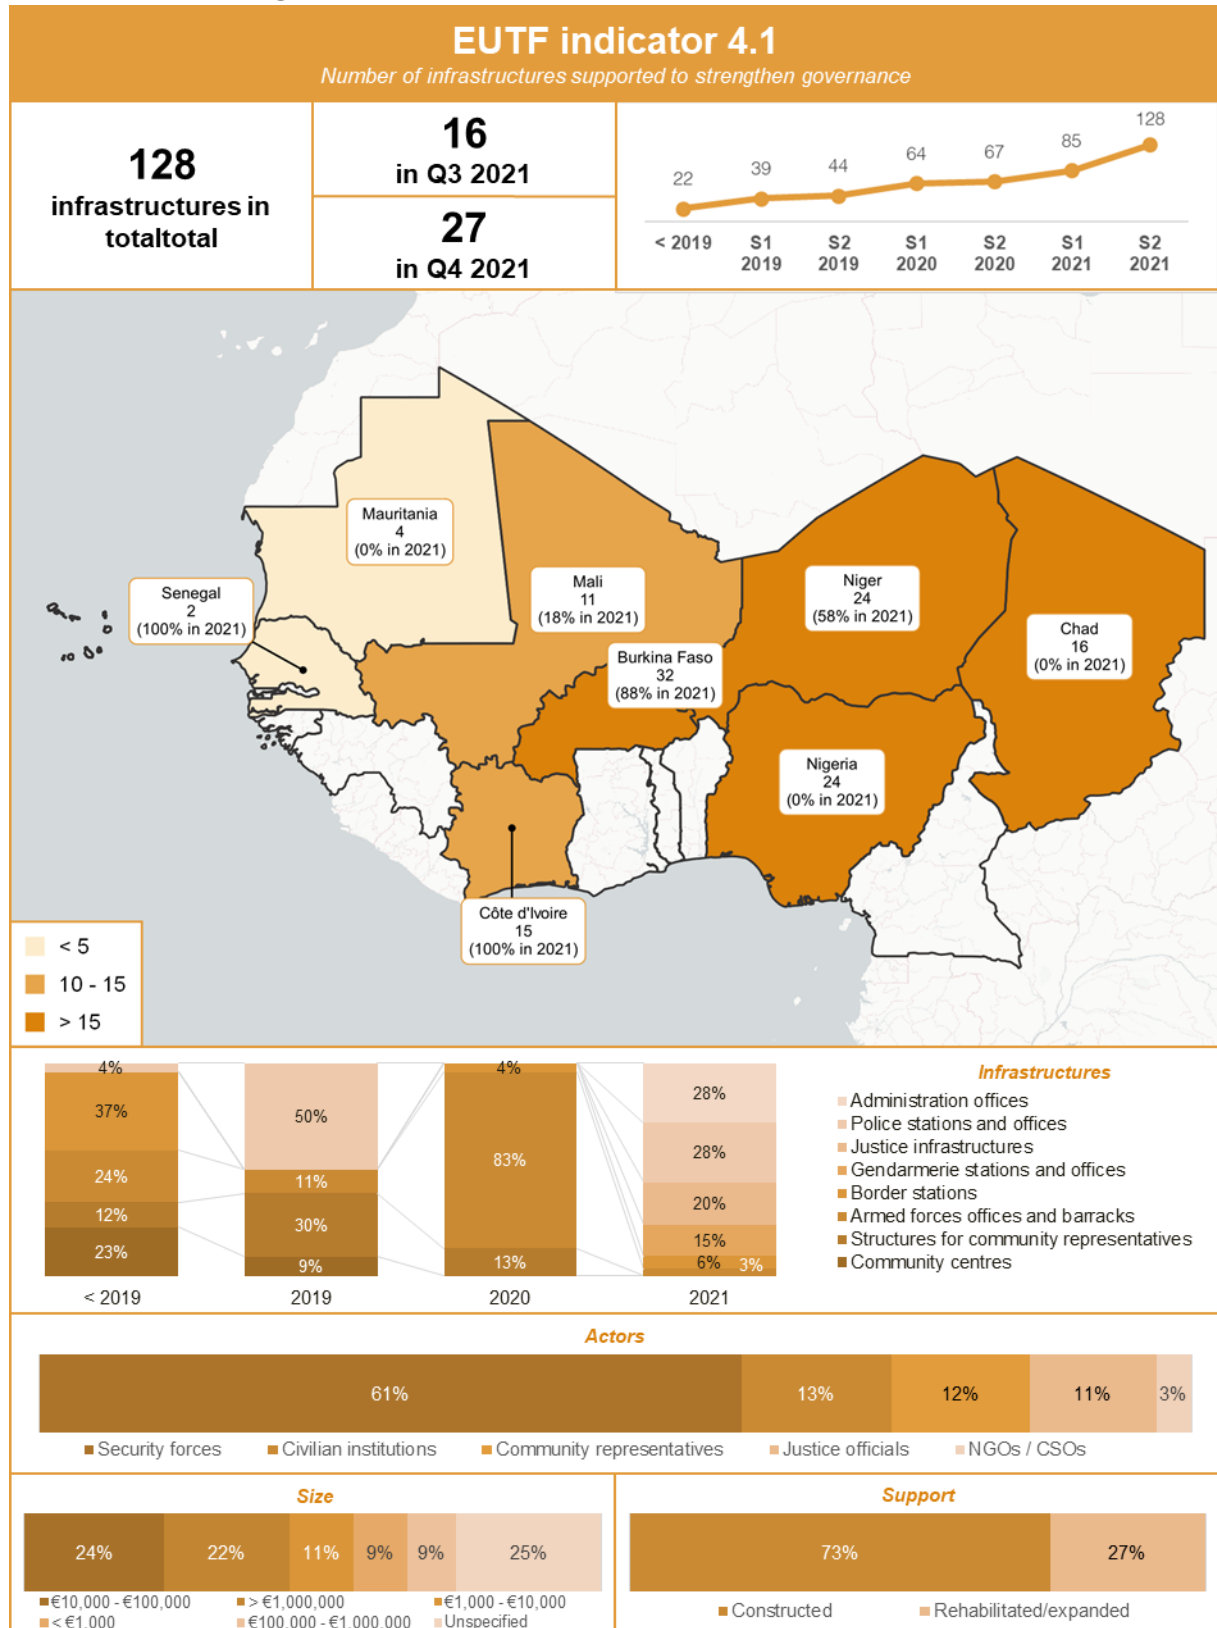 EUTF indicator 4.1
Number of infrastructures supported to strengthen governance
128
infrastructures in
totaltotal
16
in Q3 2021
27
in Q4 2021
22
39
44
64
67
85
128
< 2019
S1
2019
S2
2019
S1
2020
S2
2020
S1
2021
S2
2021
Mauritania
4
(0% in 2021)
Senegal
2
(100% in 2021)
Mali
11
(18% in 2021)
Niger
24
(58% in 2021)
Chad
16
(0% in 2021)
Burkina Faso
32
(88% in 2021)
Nigeria
24
(0% in 2021)
Côte d'Ivoire
15
(100% in 2021)
< 5
10 - 15
> 15
4%
37%
24%
12%
23%
< 2019
50%
11%
30%
9%
2019
4%
83%
13%
2020
28%
28%
20%
15%
6%
3%
2021
Infrastructures
Administration offices
Police stations and offices
Justice infrastructures
Gendarmerie stations and offices
Border stations
Armed forces offices and barracks
Structures for community representatives
Community centres
Actors
61%
13%
12%
11%
3%
Security forces
Civilian institutions
Community representatives
Justice officials
NGOs / CSOs
Size
24%
22%
11%
9%
9%
25%
€10,000 - €100,000
> €1,000,000
€1,000 - €10,000
< €1,000
€100,000 - €1,000,000
Unspecified
Support
73%
27%
Constructed
Rehabilitated/expanded